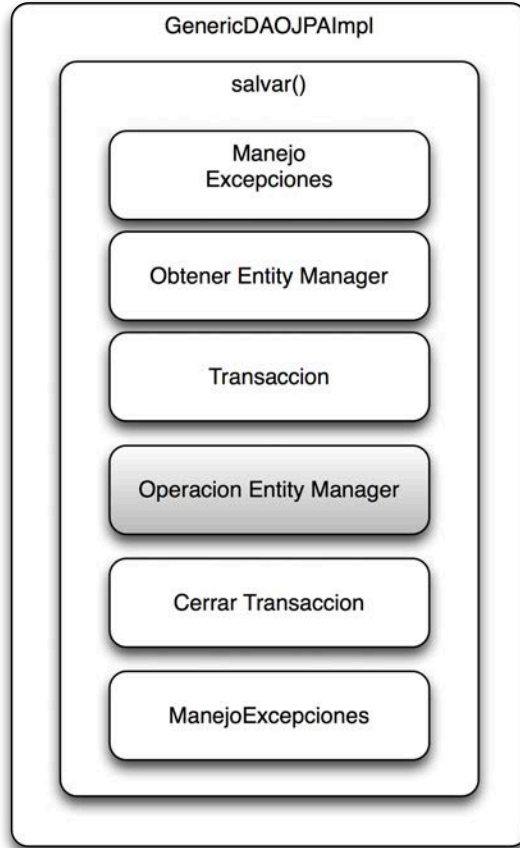 GenericDAOJPAImpl
salvar()
Manejo
Excepciones
Obtener Entity Manager
Transaccion
Operacion Entity Manager
Cerrar Transaccion
ManejoExcepciones